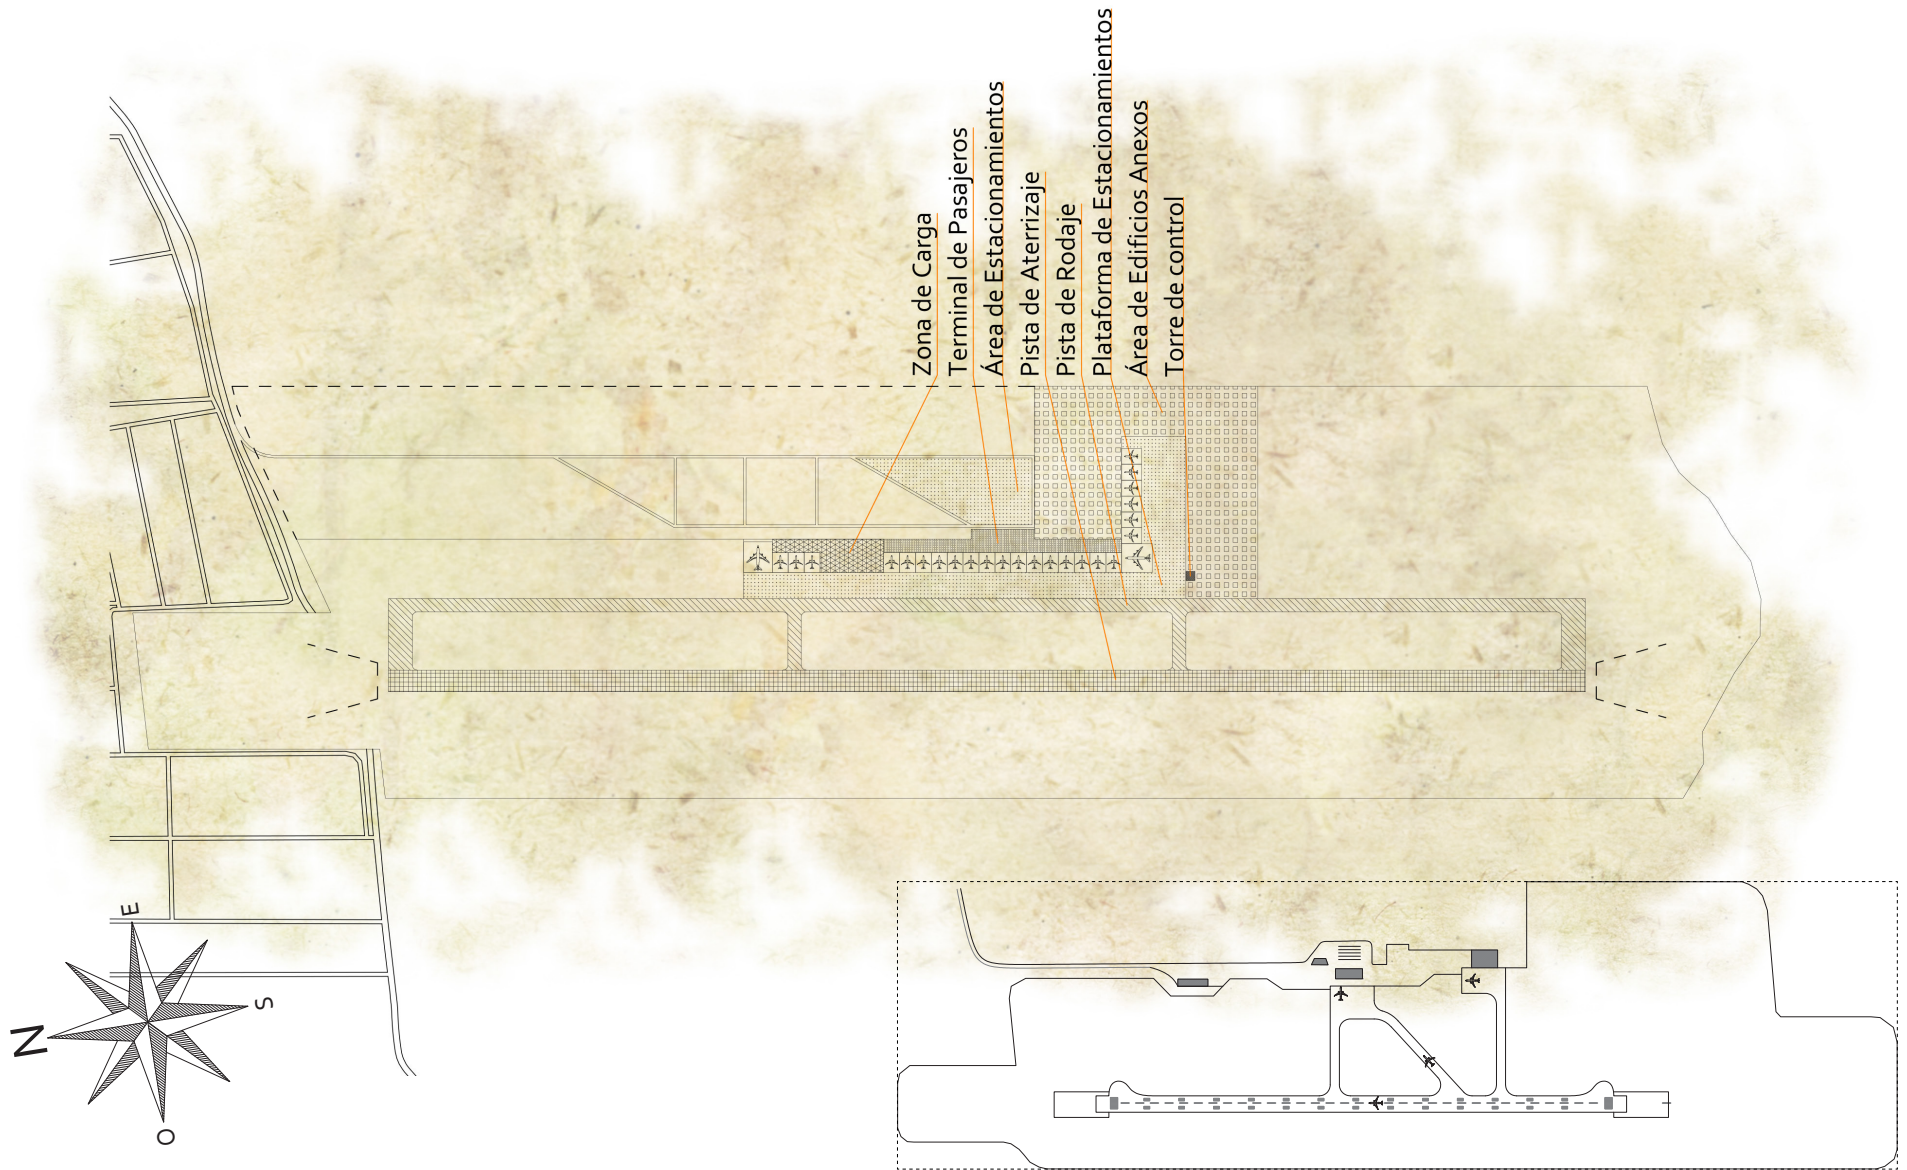 Zona de Carga
Terminal de Pasajeros
Área de Estacionamientos
Pista de Aterrizaje
Pista de Rodaje
Plataforma de Estacionamientos
Área de Edificios Anexos
Torre de control
N
E
S
O